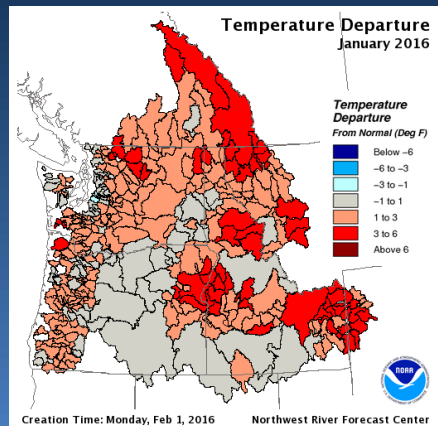 Temperature Departure
January 2016
Temperature
Departure
From Normal (Deg F)
Below -6
-6 to -3
-3 to -1
-1 to 1
1 to 3
3 to 6
Above 6
NOAA
Creation Time: Monday, Feb 1, 2016
Northwest River Forecast Center